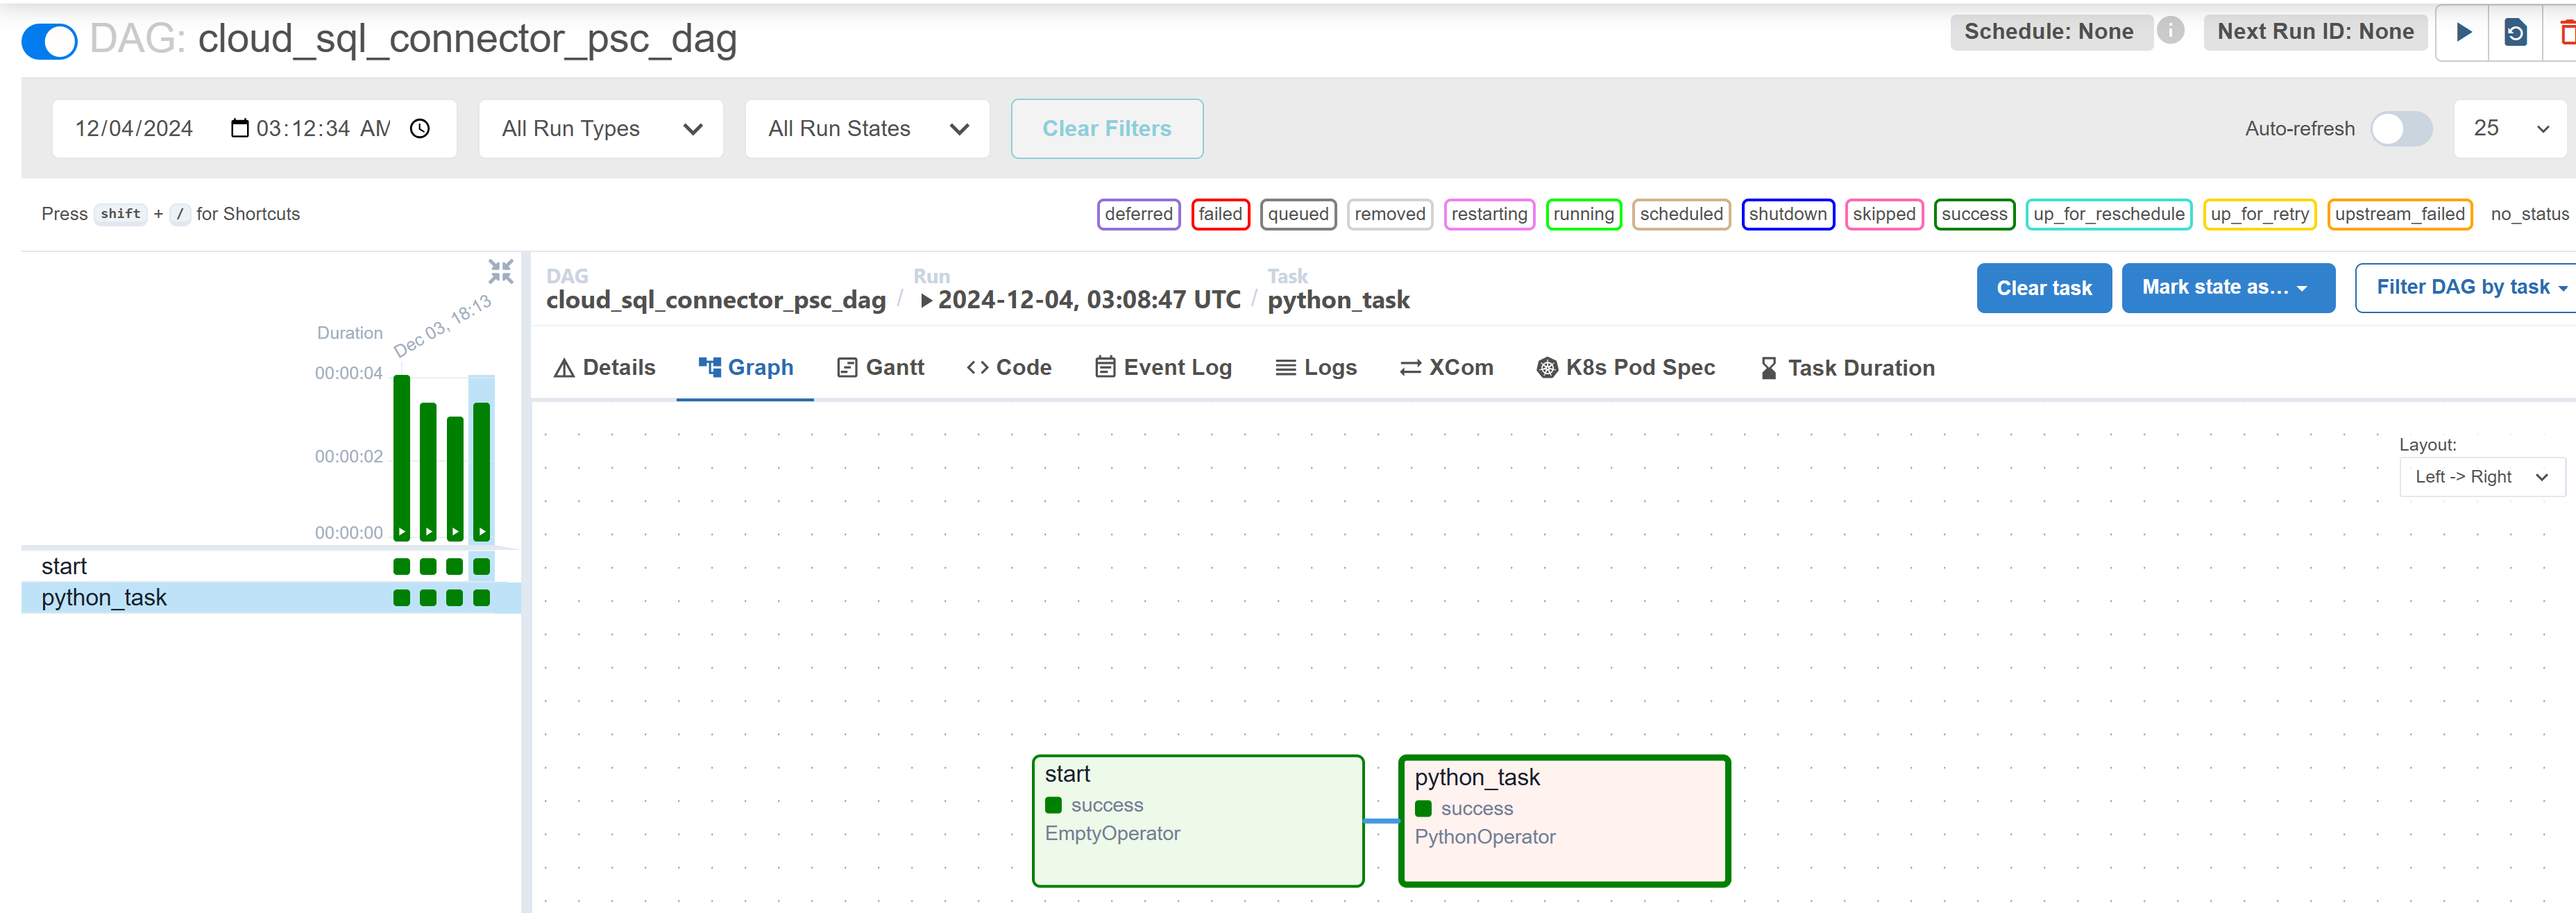 DAG: cloud_sql_connector_psc_dag
Schedule: None
Next Run ID: None
12/04/2024 03:12:34 AM
All Run Types
All Run States
Clear Filters
Auto-refresh
25
Press shift + / for Shortcuts
deferred failed queued removed restarting running scheduled shutdown skipped success up_for_reschedule up_for_retry upstream_failed no_status
Dec 03, 18:13
Duration
00:00:04
00:00:02
00:00:00
start
python_task
DAG
cloud_sql_connector_psc_dag
/
Run
2024-12-04, 03:08:47 UTC
/
Task
python_task
Clear task
Mark state as...
Filter DAG by task
Details
Graph
Gantt
Code
Event Log
Logs
XCom
K8s Pod Spec
Task Duration
Layout:
Left -> Right
start
success
EmptyOperator
python_task
success
PythonOperator